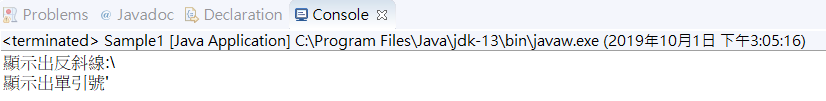 Problems @ Javadoc Declaration Console
<terminated> Sample1 [Java Application] C:\Program Files\Java\jdk-13\bin\javaw.exe (2019年10月1日 下午3:05:16)
顯示出反斜線:\
顯示出單引號'